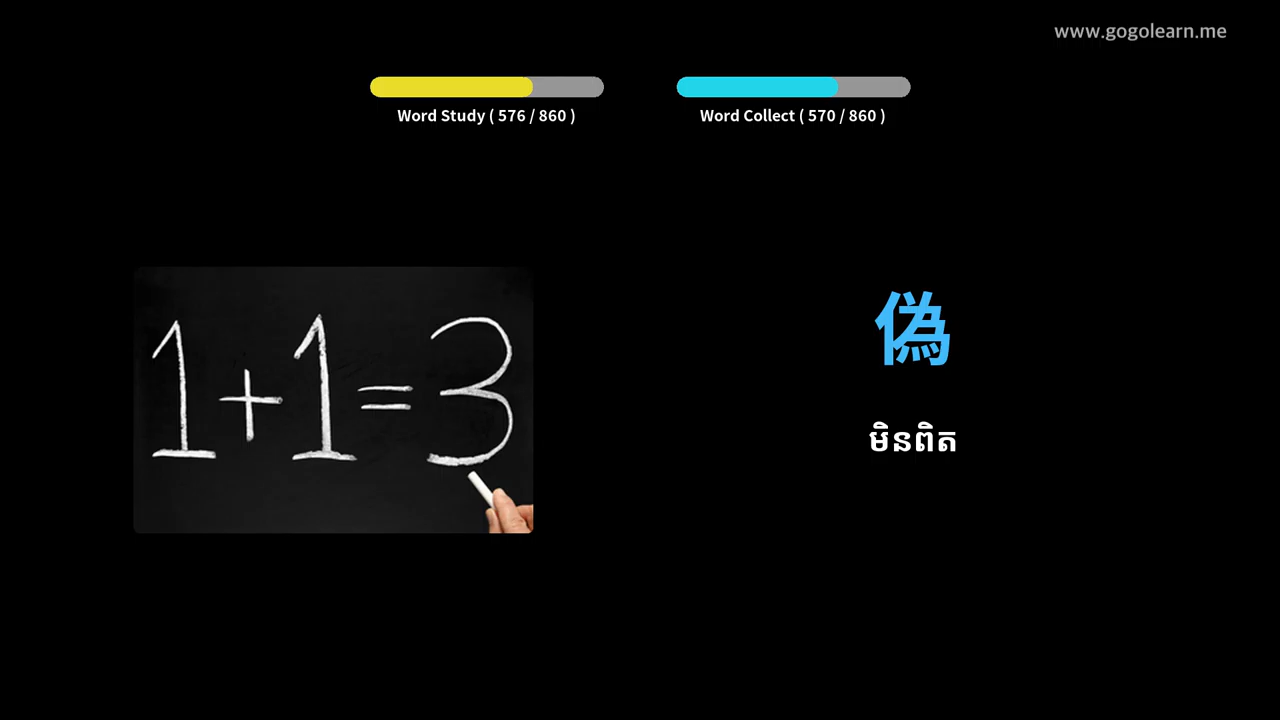 www.gogolearn.me
Word Study ( 576 / 860 )
Word Collect ( 570 / 860 )
1+1=3
偽
មិនពិត